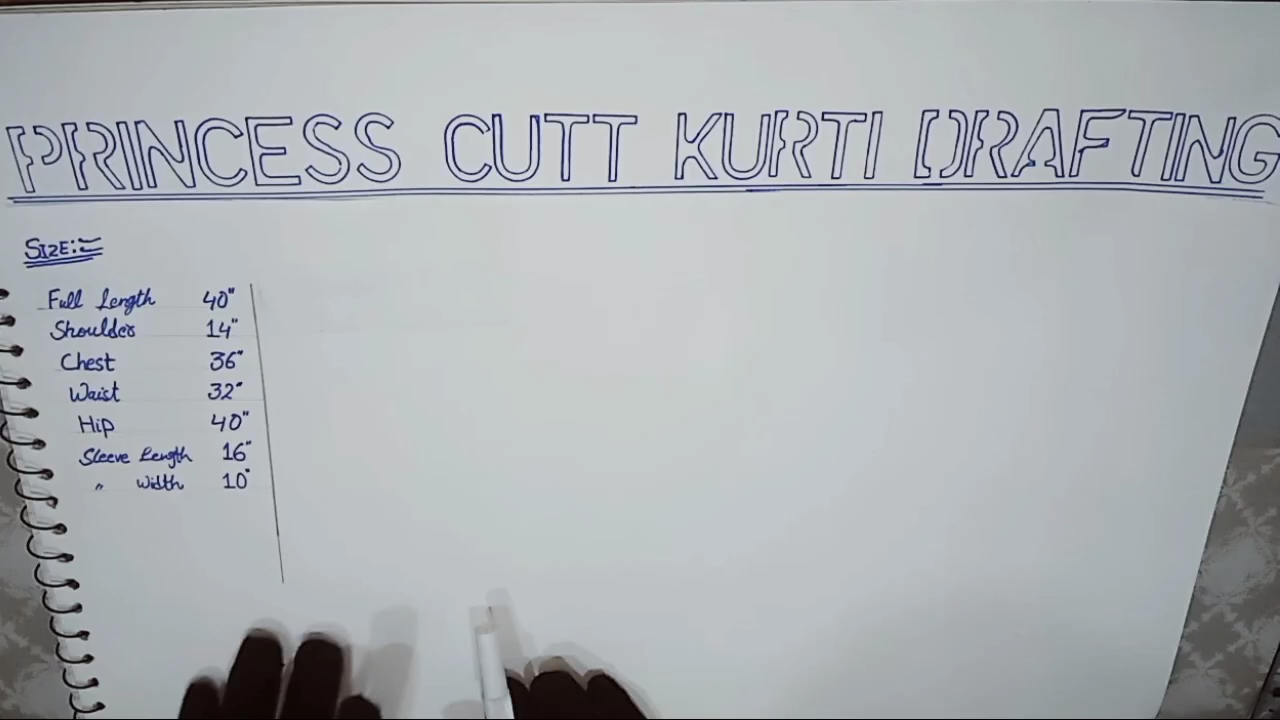 PRINCESS CUTT KURTI DRAFTING
SIZE:-
Full Length 40"
Shoulder 14"
Chest 36"
Waist 32"
Hip 40"
Sleeve Length 16"
" Width 10"